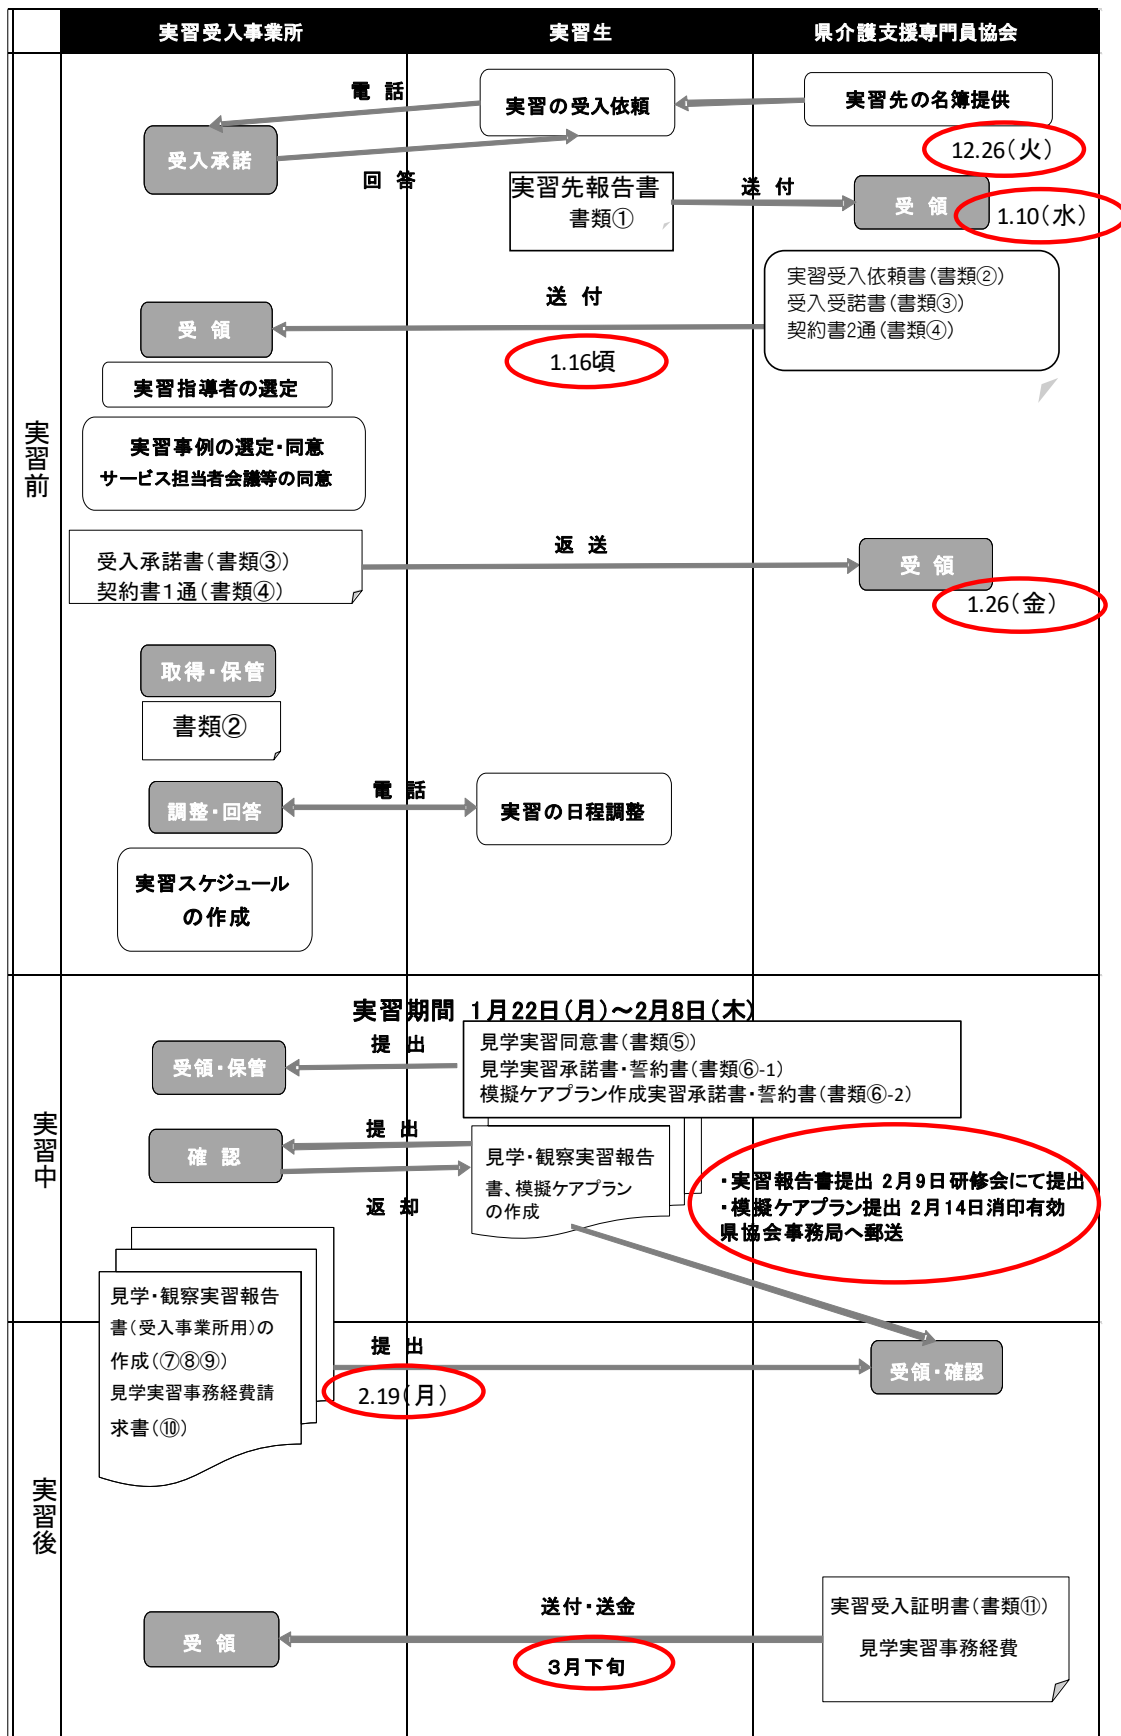 実習受入事業所
実習生
県介護支援専門員協会
実習前
電 話
実習の受入依頼
実習先の名簿提供
12.26(火)
受入承諾
回 答
実習先報告書
書類①
送 付
受 領
1.10(水)
実習受入依頼書(書類②)
受入受諾書(書類③)
契約書2通(書類④)
送 付
受 領
1.16頃
実習指導者の選定
実習事例の選定・同意
サービス担当者会議等の同意
受入承諾書(書類③)
契約書1通(書類④)
返 送
受 領
1.26(金)
取得・保管
書類②
調整・回答
電 話
実習の日程調整
実習スケジュール
の作成
実習中
実習期間 1月22日(月)～2月8日(木)
提 出
受領・保管
見学実習同意書(書類⑤)
見学実習承諾書・誓約書(書類⑥-1)
模擬ケアプラン作成実習承諾書・誓約書(書類⑥-2)
提 出
確 認
返 却
見学・観察実習報告
書、模擬ケアプラン
の作成
・実習報告書提出 2月9日研修会にて提出
・模擬ケアプラン提出 2月14日消印有効
県協会事務局へ郵送
見学・観察実習報告
書(受入事業所用)の
作成(⑦⑧⑨)
見学実習事務経費請
求書(⑩)
実習後
提 出
2.19(月)
受領・確認
送付・送金
受 領
3月下旬
実習受入証明書(書類⑪)
見学実習事務経費